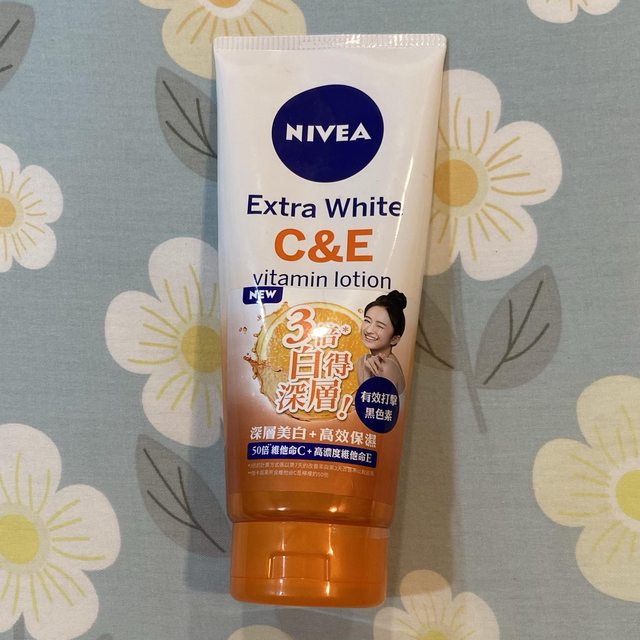 NIVEA
Extra White
C&E
vitamin lotion
NEW
3倍*
白得
深層!
有效打擊
黑色素
深層美白+高效保濕
50倍**維他命C+高濃度維他命E